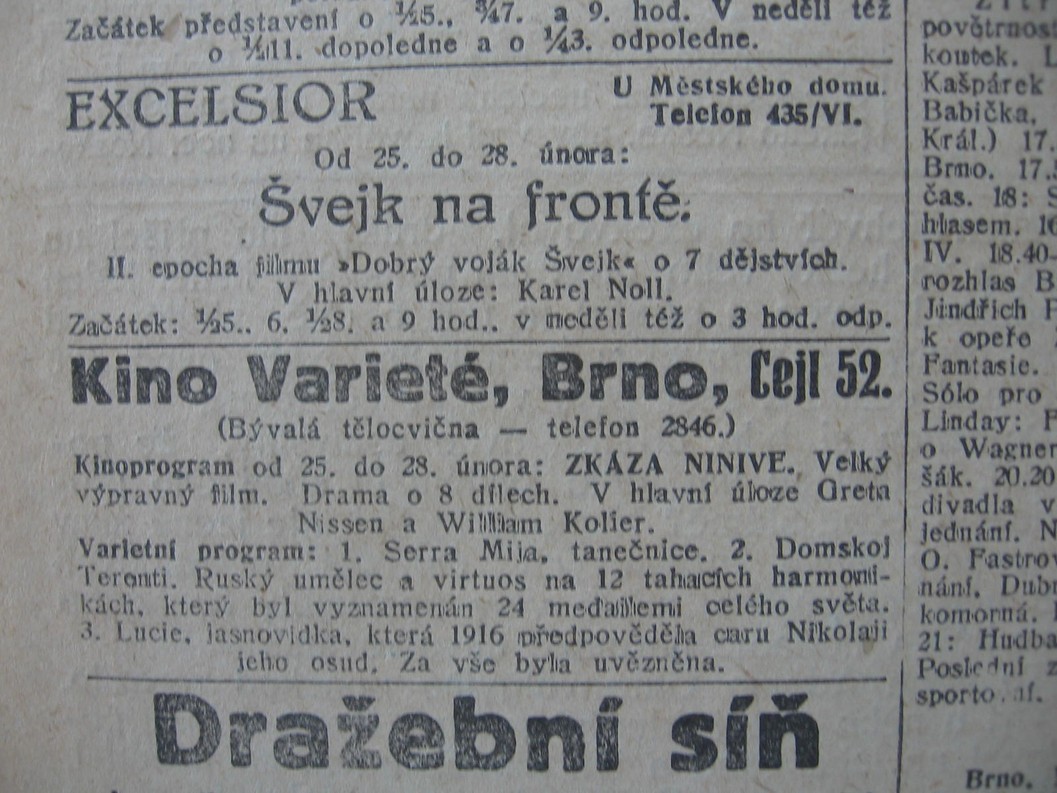 Začátek představení o ½5., ¾7. a 9. hod. V neděli též
o ½11. dopoledne a o ¼3. odpoledne.
EXCELSIOR
U Městského domu.
Telefon 435/VI.
Od 25. do 28. února:
Švejk na frontě.
II. epocha filmu »Dobrý voják Švejk« o 7 dějstvích.
V hlavní úloze: Karel Noll.
Začátek: ½5., 6. ½8. a 9 hod., v neděli též o 3 hod. odp.
Kino Varieté, Brno, Cejl 52.
(Bývalá tělocvična — telefon 2846.)
Kinoprogram od 25. do 28. února: ZKÁZA NINIVE. Velký
výpravný film. Drama o 8 dílech. V hlavní úloze Greta
Nissen a William Kolier.
Varietní program: 1. Serra Mija, tanečnice. 2. Domskoj
Terenti. Ruský umělec a virtuos na 12 tahacích harmoni-
kách, který byl vyznamenán 24 medailemi celého světa.
3. Lucie, jasnovidka, která 1916 předpověděla caru Nikolaji
jeho osud. Za vše byla uvězněna.
Dražební síň
povětrnos
koutek.
Kašpárek
Babička.
Král.) 17.
Brno. 17.
čas. 18:
hlasem.
IV. 18.40-
rozhlas B
Jindřich
k opeře
Fantasie.
Sólo pro
Linday:
o Wagner
šák. 20.20
divadla v
jednání. N
O. Fastro
nání. Dub
komorná.
21: Hudba
Poslední z
sporto. af.
Brno.